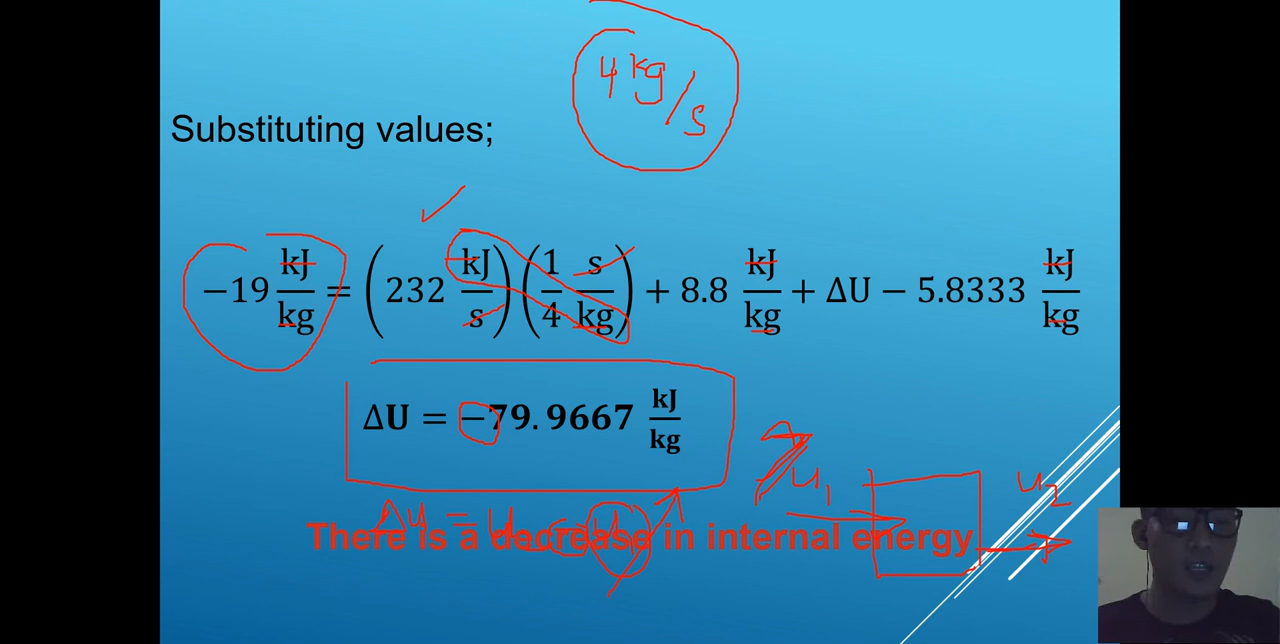 4 kg/s
Substituting values;
−19 kJ/kg = (232 kJ/s)(1/4 s/kg) + 8.8 kJ/kg + ΔU − 5.8333 kJ/kg
ΔU = −79.9667 kJ/kg
u1
u2
Δu =
There is a decrease in internal energy